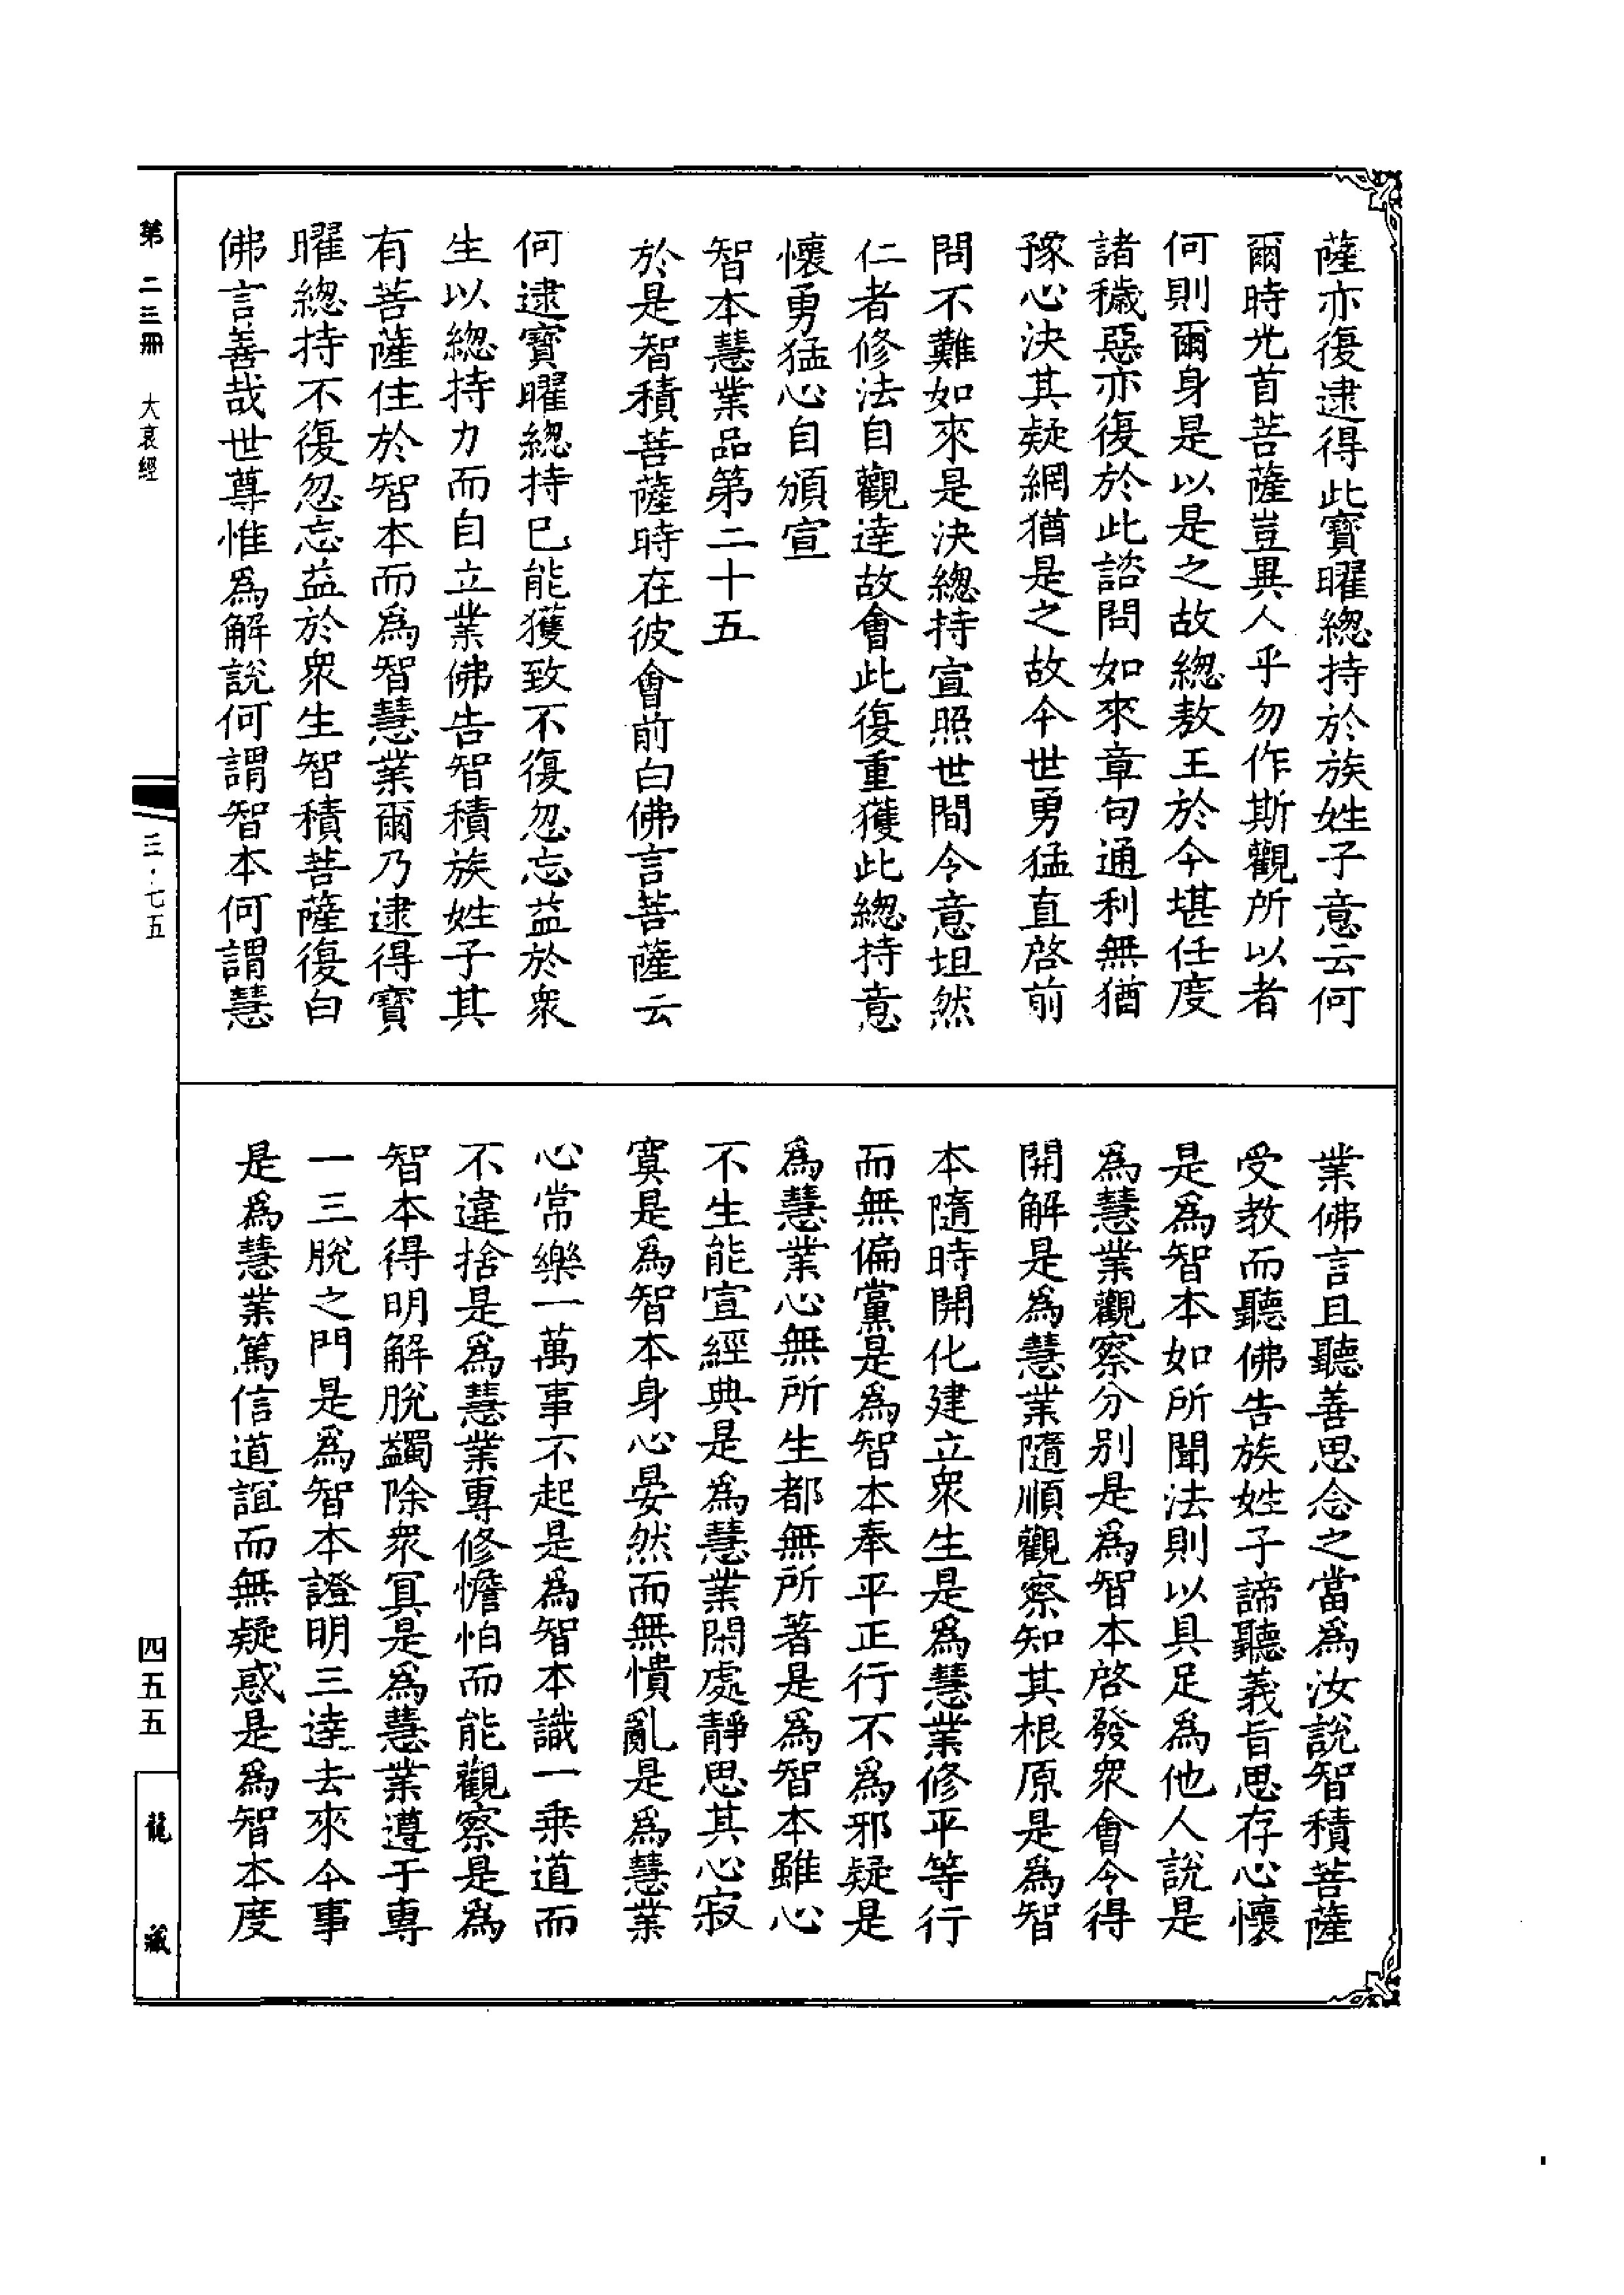 薩亦復逮得此寶曜總持於族姓子意云何
爾時光首菩薩豈異人乎勿作斯觀所以者
何則爾身是以是之故總敖王於今堪任度
諸穢惡亦復於此諮問如來章句通利無猶
豫心決其疑網猶是之故今世勇猛直啓前
問不難如來是決總持宣照世間令意坦然
仁者修法自觀達故會此復重獲此總持意
懷勇猛心自頒宣
智本慧業品第二十五
於是智積菩薩時在彼會前白佛言菩薩云
何逮寶曜總持已能獲致不復忽忘益於衆
生以總持力而自立業佛告智積族姓子其
有菩薩住於智本而爲智慧業爾乃逮得寶
曜總持不復忽忘益於衆生智積菩薩復白
佛言善哉世尊惟爲解說何謂智本何謂慧
業佛言且聽善思念之當爲汝說智積菩薩
受教而聽佛告族姓子諦聽義旨思存心懷
是爲智本如所聞法則以具足爲他人說是
爲慧業觀察分别是爲智本啓發衆會令得
開解是爲慧業隨順觀察知其根原是爲智
本隨時開化建立衆生是爲慧業修平等行
而無偏黨是爲智本奉平正行不爲邪疑是
爲慧業心無所生都無所著是爲智本雖心
不生能宣經典是爲慧業閑處靜思其心寂
寞是爲智本身心晏然而無憒亂是爲慧業
心常樂一萬事不起是爲智本識一乘道而
不違捨是爲慧業專修憺怕而能觀察是爲
智本得明解脫蠲除衆冥是爲慧業遵于專
一三脫之門是爲智本證明三達去來今事
是爲慧業篤信道誼而無疑惑是爲智本度
第二三冊 大哀經
三·七五
四五五
龍藏